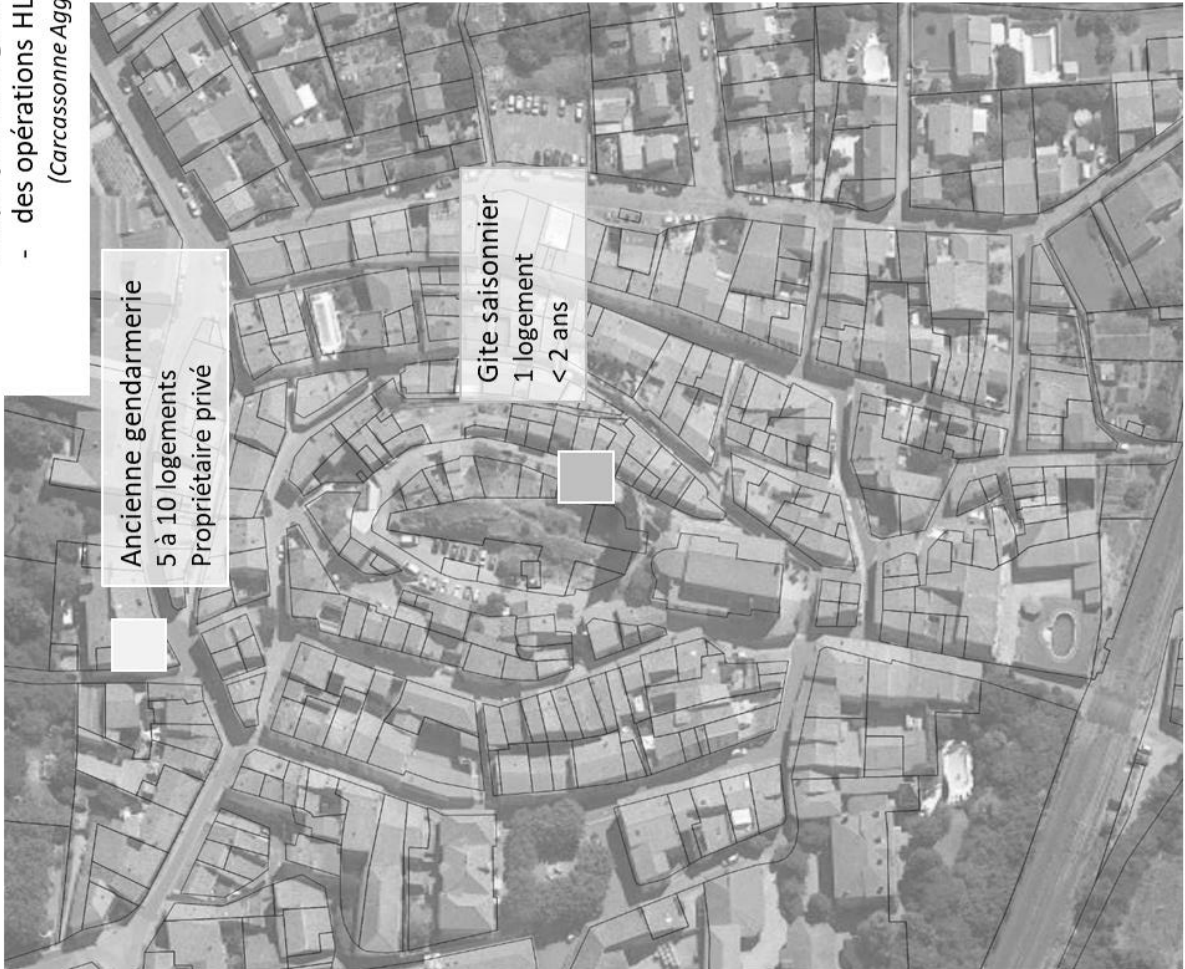 - des opérations HL
(Carcassonne Agg
Ancienne gendarmerie
5 à 10 logements
Propriétaire privé
Gite saisonnier
1 logement
< 2 ans